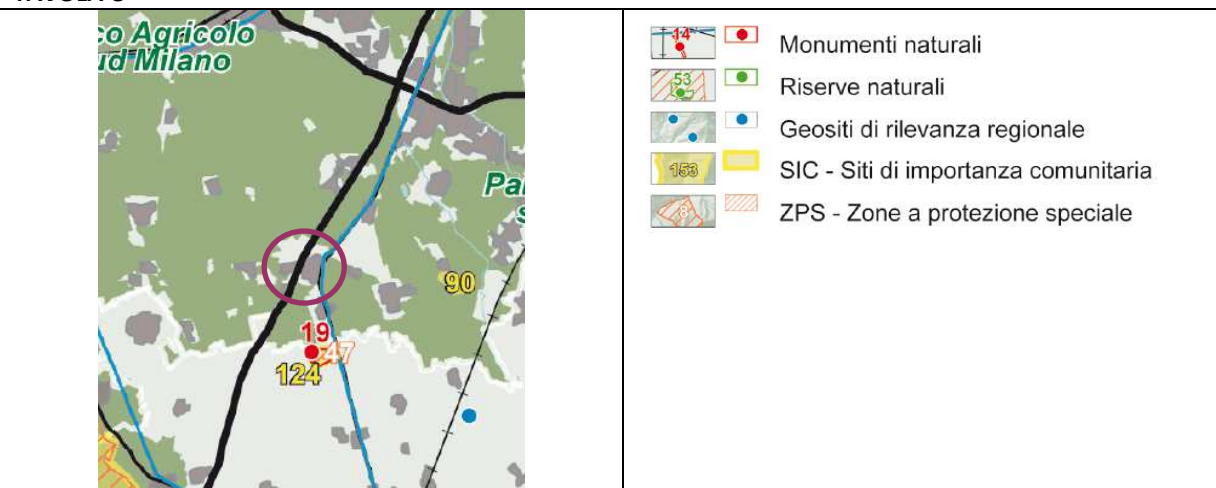 co Agricolo
ud Milano
Pa
S
90
19
47
124
14
Monumenti naturali
53
Riserve naturali
Geositi di rilevanza regionale
153
SIC - Siti di importanza comunitaria
8
ZPS - Zone a protezione speciale